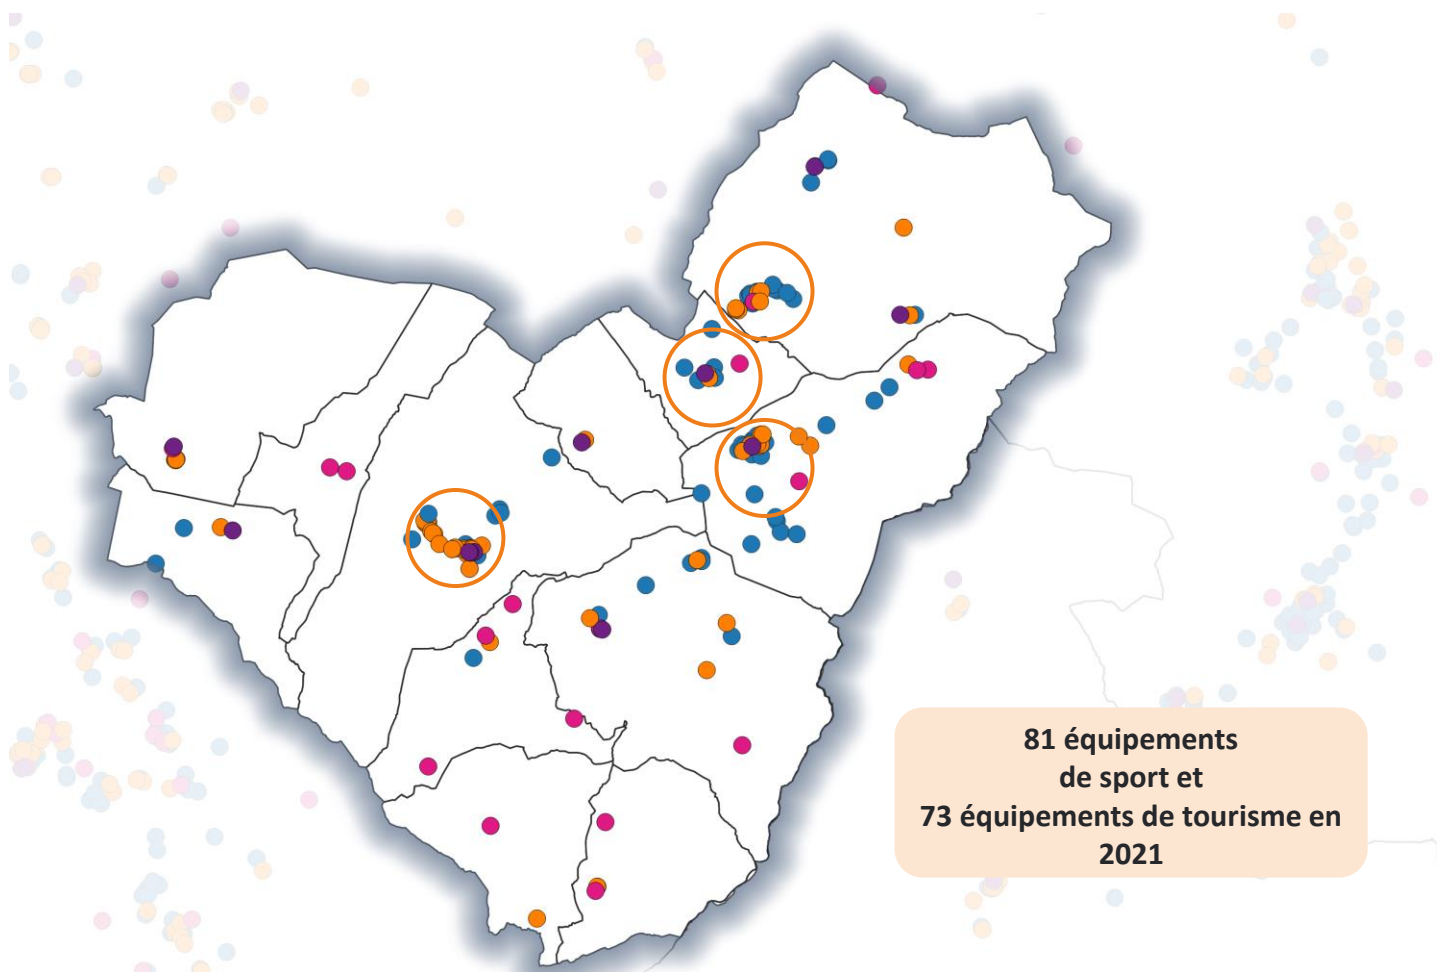 81 équipements
de sport et
73 équipements de tourisme en
2021